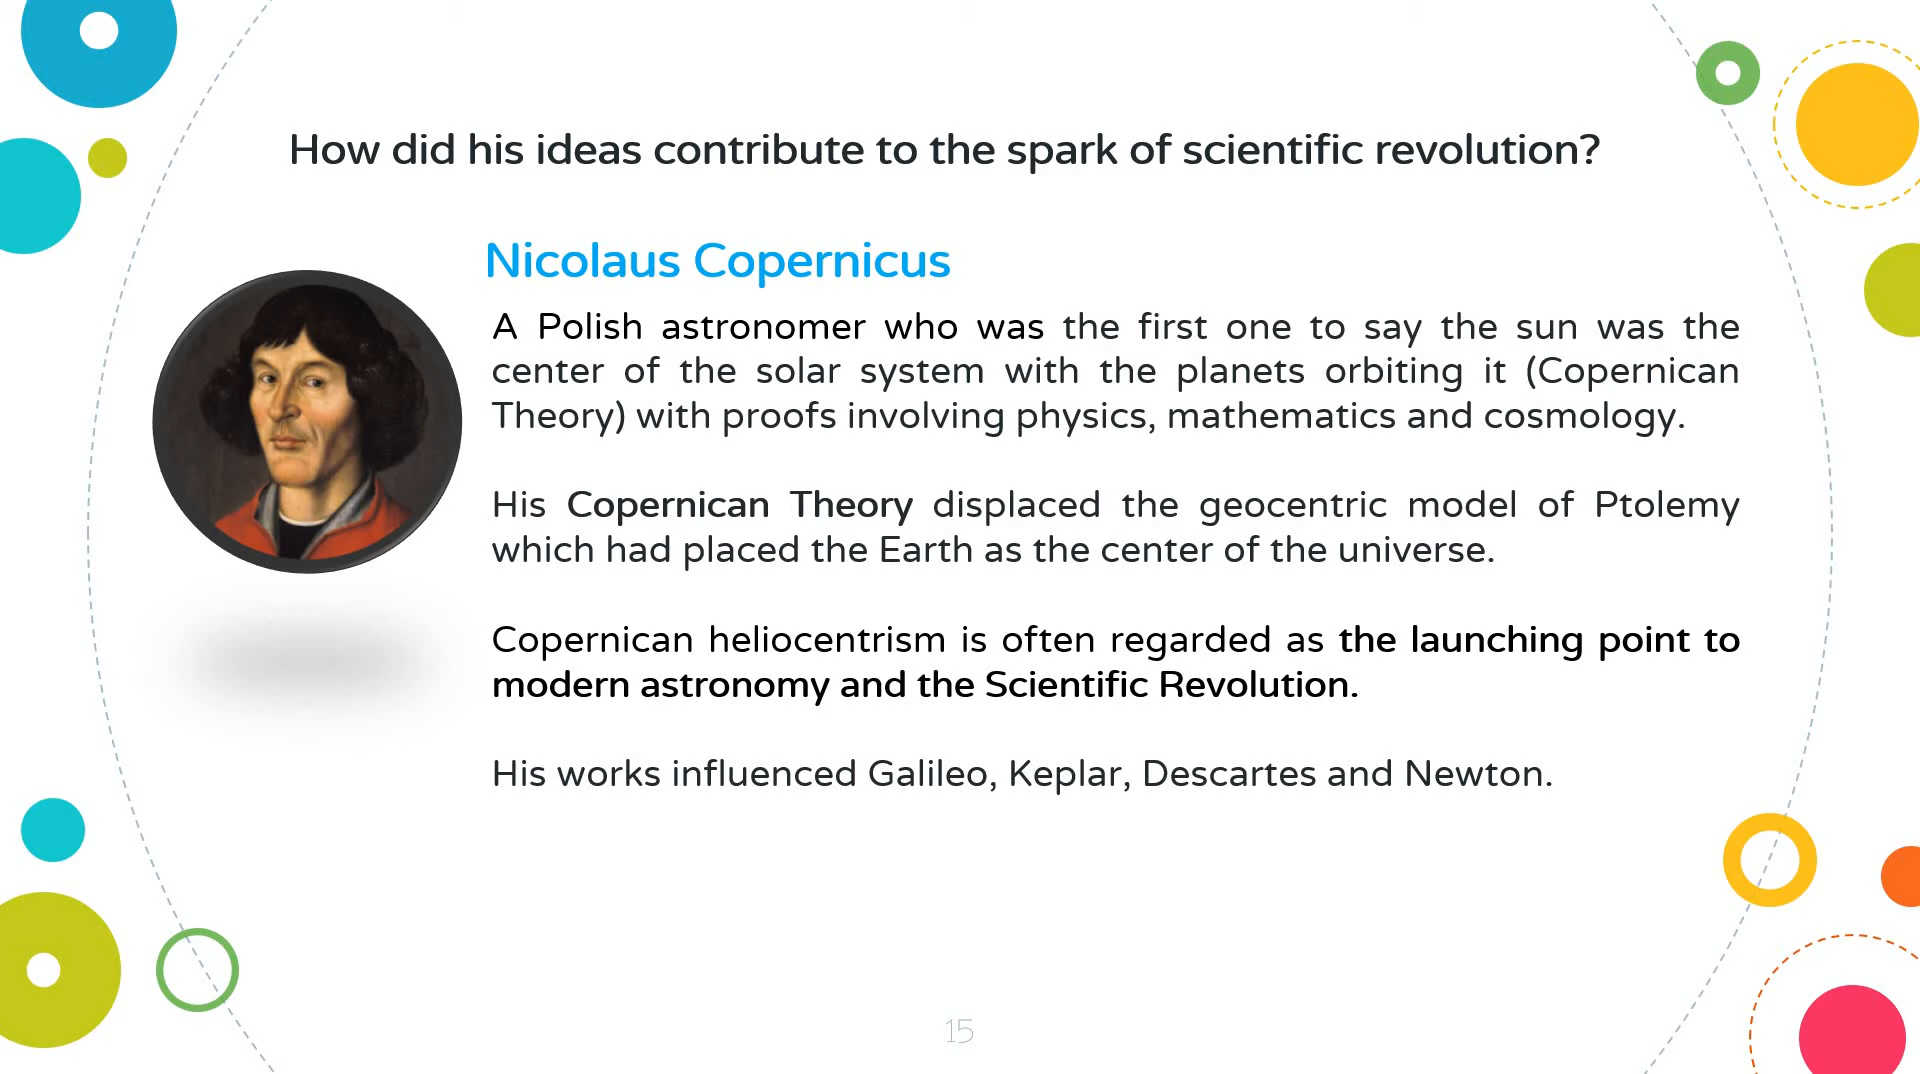 How did his ideas contribute to the spark of scientific revolution?
Nicolaus Copernicus
A Polish astronomer who was the first one to say the sun was the
center of the solar system with the planets orbiting it (Copernican
Theory) with proofs involving physics, mathematics and cosmology.
His Copernican Theory displaced the geocentric model of Ptolemy
which had placed the Earth as the center of the universe.
Copernican heliocentrism is often regarded as the launching point to
modern astronomy and the Scientific Revolution.
His works influenced Galileo, Keplar, Descartes and Newton.
15